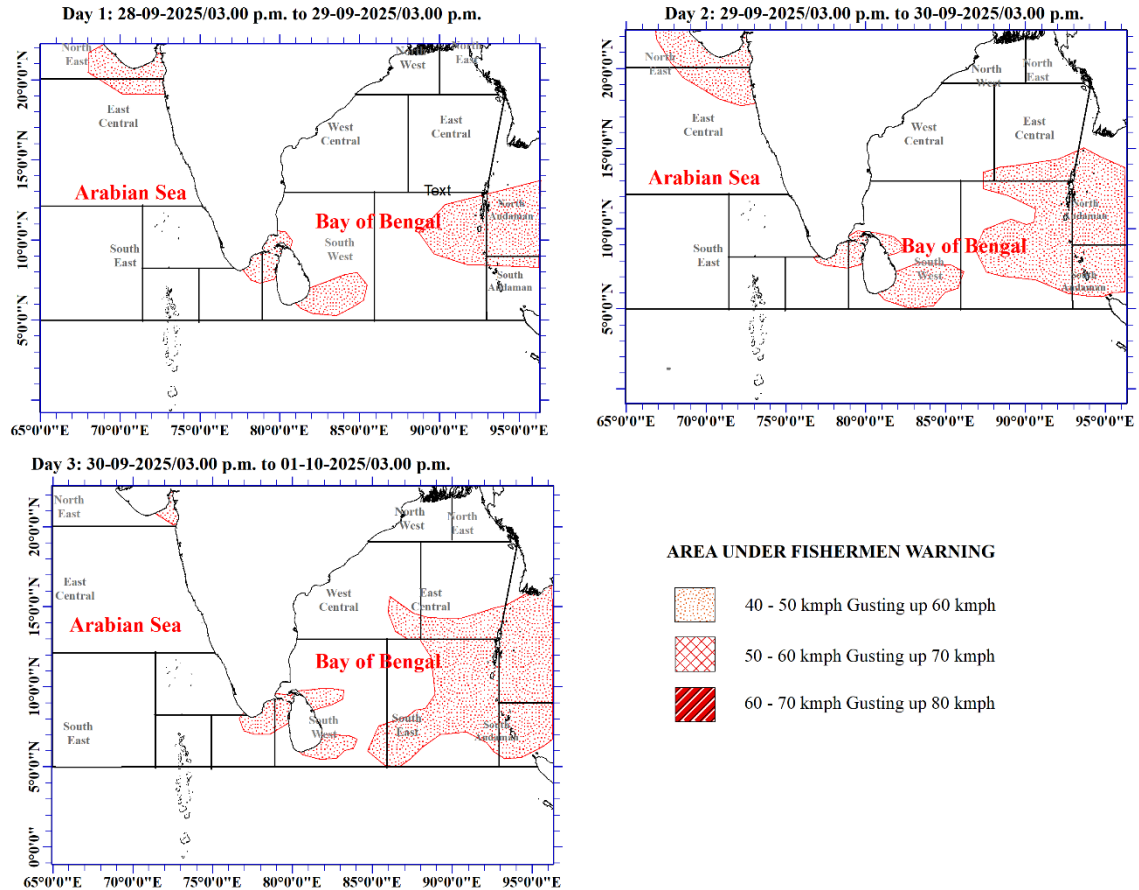 Day 1: 28-09-2025/03.00 p.m. to 29-09-2025/03.00 p.m.
North
East
North
West
North
East
East
Central
West
Central
East
Central
Text
Arabian Sea
Bay of Bengal
North
Andaman
South
East
South
West
South
Andaman
20°0'0"N
15°0'0"N
10°0'0"N
5°0'0"N
65°0'0"E
70°0'0"E
75°0'0"E
80°0'0"E
85°0'0"E
90°0'0"E
95°0'0"E
Day 2: 29-09-2025/03.00 p.m. to 30-09-2025/03.00 p.m.
North
East
North
West
North
East
East
Central
West
Central
East
Central
Arabian Sea
Bay of Bengal
North
Andaman
South
East
South
West
South
Andaman
20°0'0"N
15°0'0"N
10°0'0"N
5°0'0"N
65°0'0"E
70°0'0"E
75°0'0"E
80°0'0"E
85°0'0"E
90°0'0"E
95°0'0"E
Day 3: 30-09-2025/03.00 p.m. to 01-10-2025/03.00 p.m.
North
East
North
West
North
East
East
Central
West
Central
East
Central
Arabian Sea
Bay of Bengal
South
East
South
West
South
East
South
Andaman
20°0'0"N
15°0'0"N
10°0'0"N
5°0'0"N
0°0'0"
65°0'0"E
70°0'0"E
75°0'0"E
80°0'0"E
85°0'0"E
90°0'0"E
95°0'0"E
AREA UNDER FISHERMEN WARNING
40 - 50 kmph Gusting up 60 kmph
50 - 60 kmph Gusting up 70 kmph
60 - 70 kmph Gusting up 80 kmph